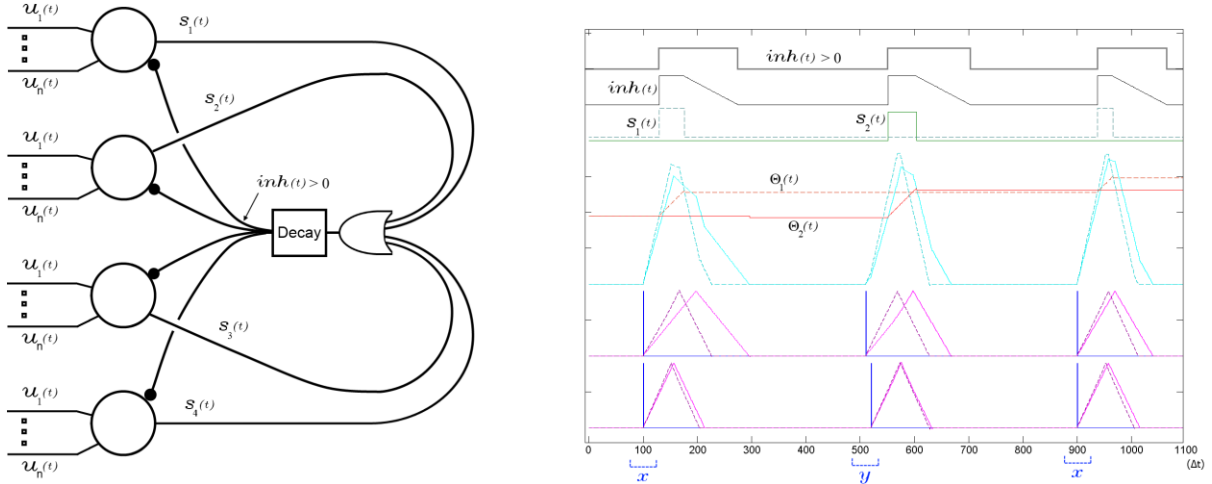 u₁(t)
uₙ(t)
s₁(t)
u₁(t)
uₙ(t)
s₂(t)
inh(t)>0
Decay
u₁(t)
uₙ(t)
s₃(t)
u₁(t)
uₙ(t)
s₄(t)
inh(t)>0
inh(t)
s₁(t)
s₂(t)
Θ₁(t)
Θ₂(t)
0 100 200 300 400 500 600 700 800 900 1000 1100
(Δt)
x y x